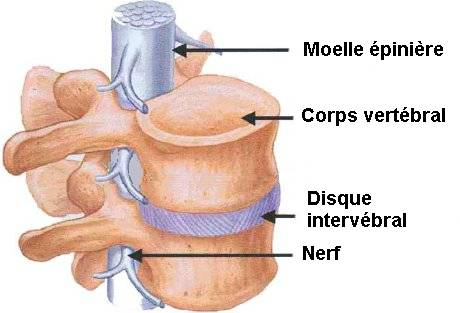 Moelle épinière
Corps vertébral
Disque
intervébral
Nerf